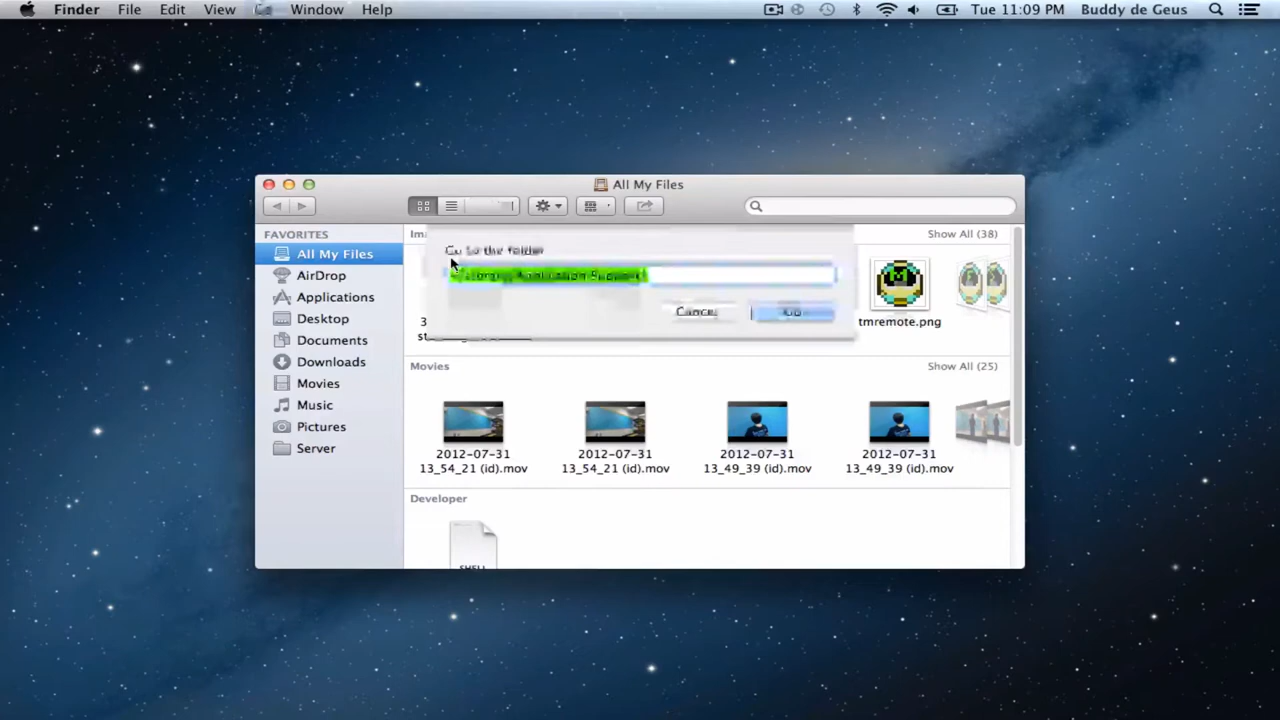 Finder File Edit View Window Help Tue 11:09 PM Buddy de Geus
All My Files
FAVORITES
All My Files
AirDrop
Applications
Desktop
Documents
Downloads
Movies
Music
Pictures
Server
Show All (38)
Go to the folder
~/Library/Application Support/
Cancel Go
tmremote.png
Movies Show All (25)
2012-07-31
13_54_21 (id).mov
2012-07-31
13_54_21 (id).mov
2012-07-31
13_49_39 (id).mov
2012-07-31
13_49_39 (id).mov
Developer
SHELL